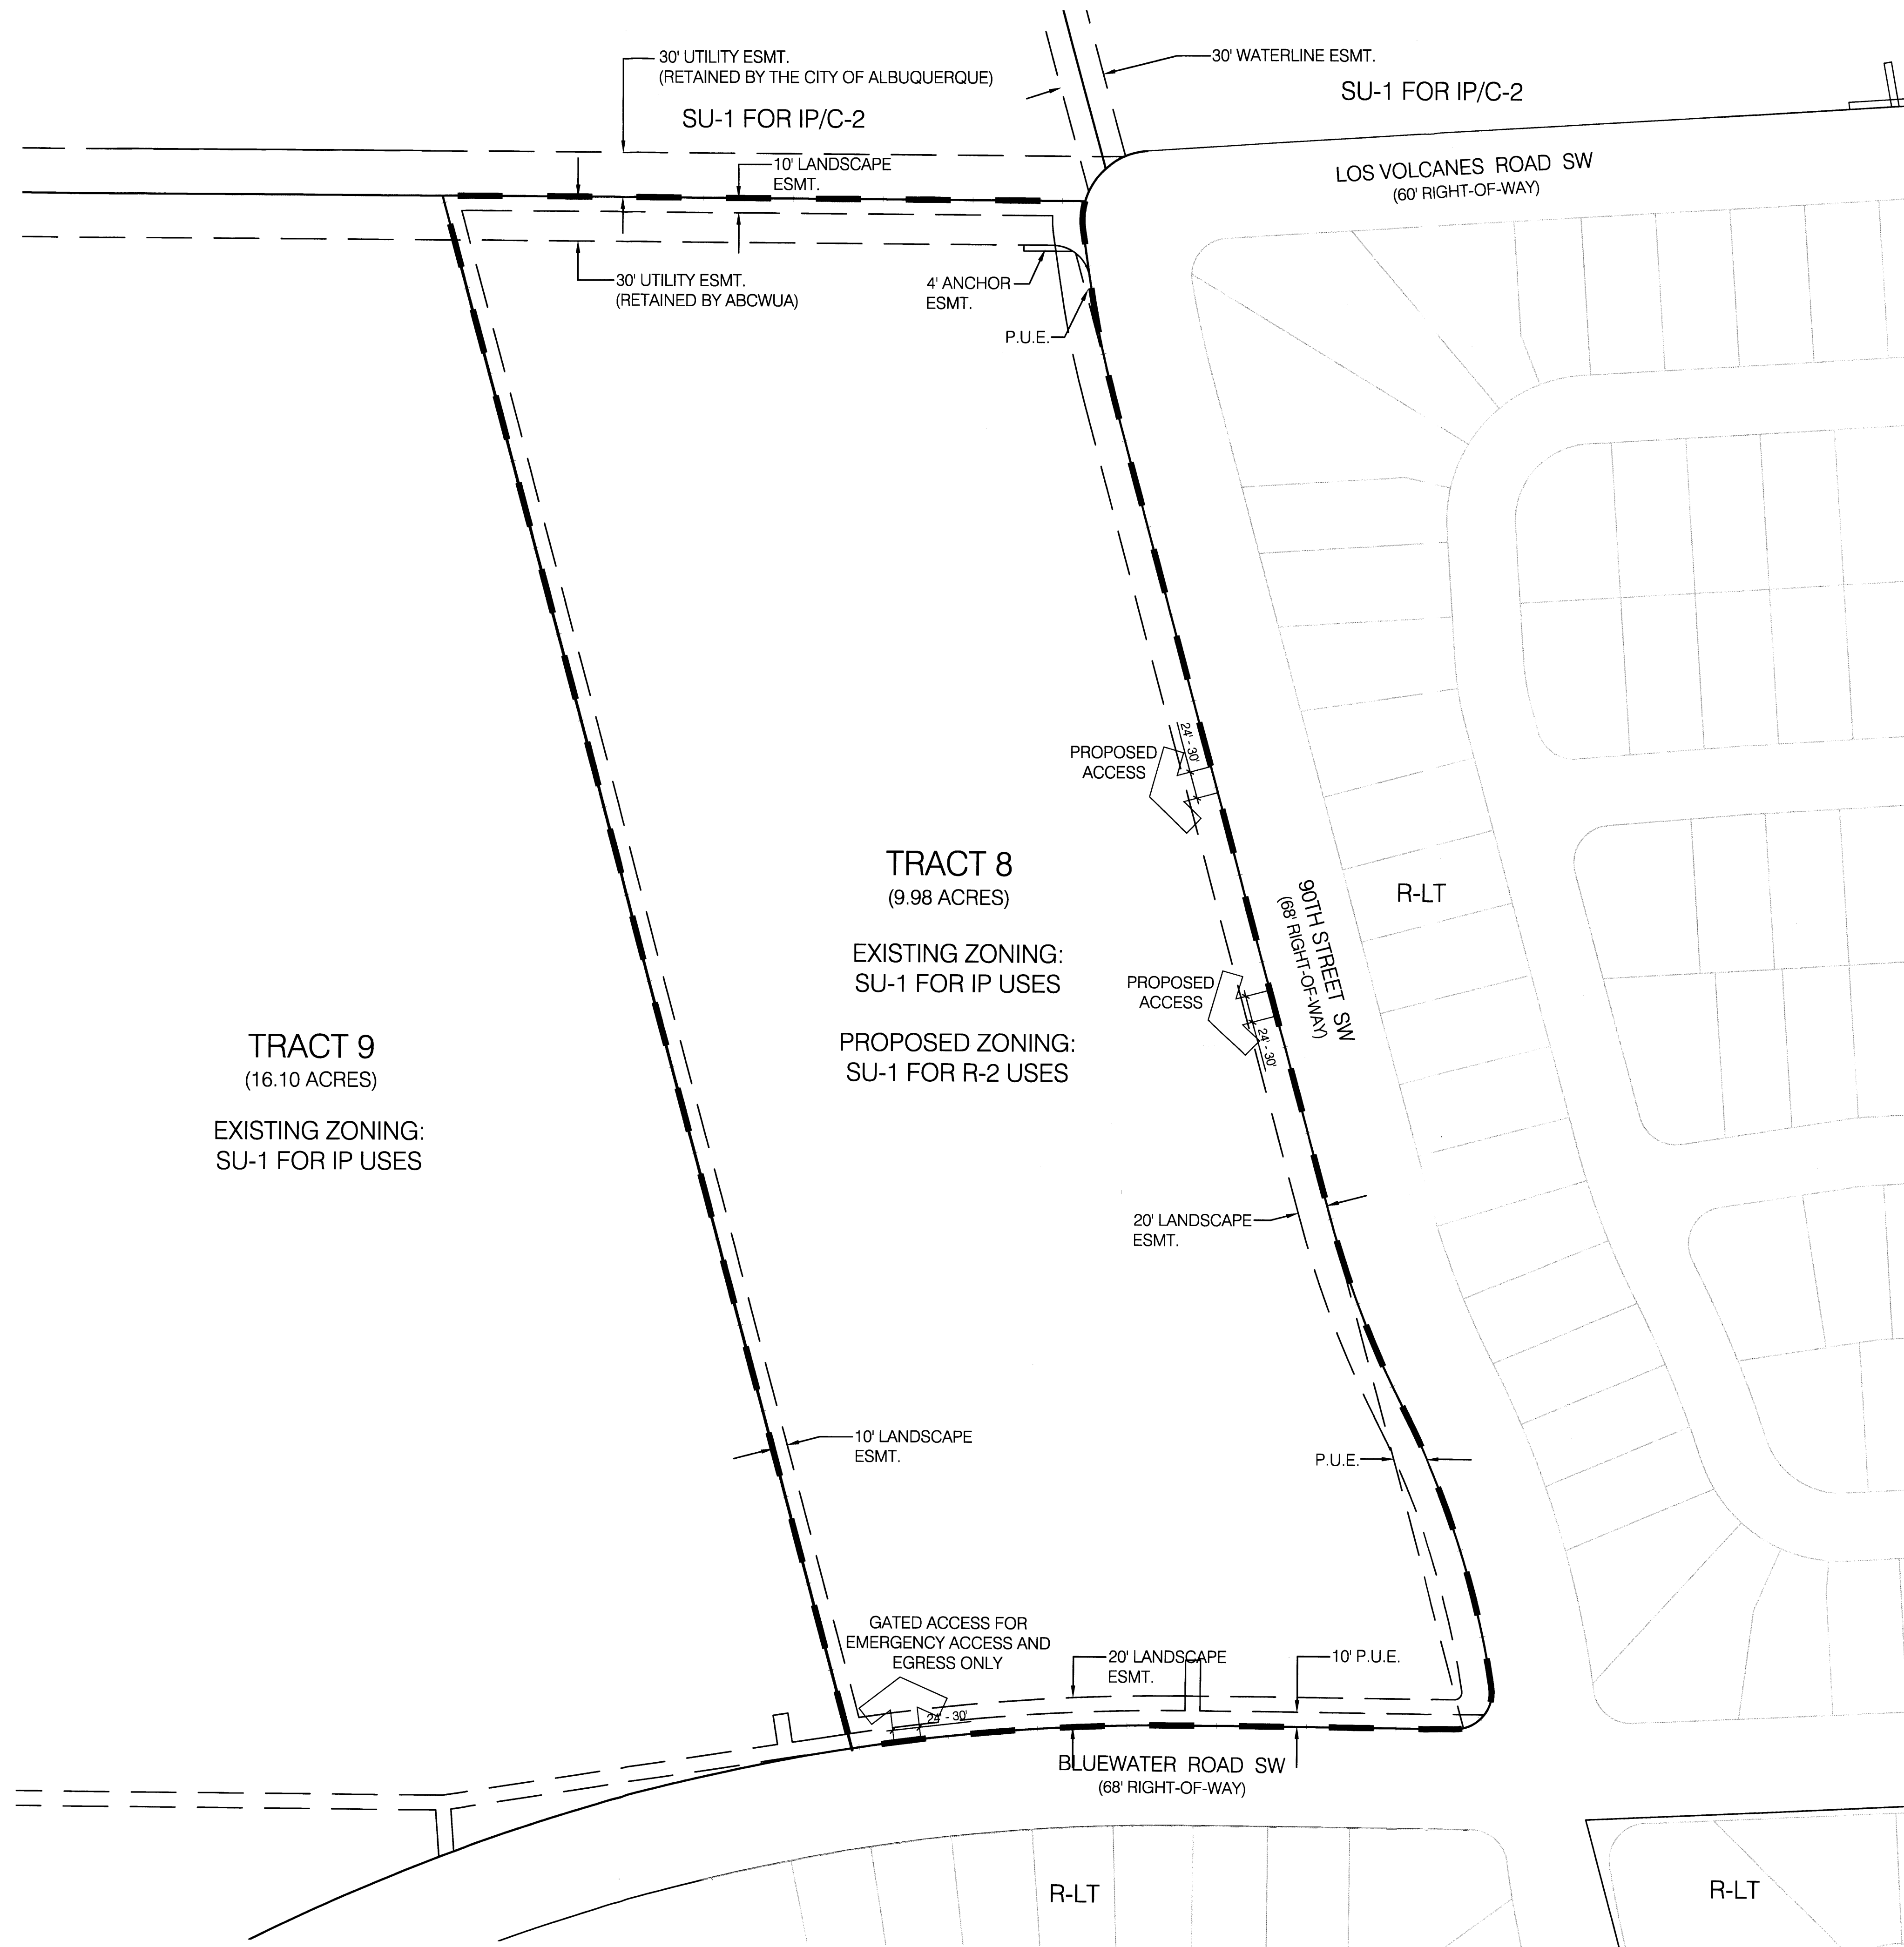 30' UTILITY ESMT.
(RETAINED BY THE CITY OF ALBUQUERQUE)
SU-1 FOR IP/C-2
30' WATERLINE ESMT.
SU-1 FOR IP/C-2
10' LANDSCAPE
ESMT.
LOS VOLCANES ROAD SW
(60' RIGHT-OF-WAY)
30' UTILITY ESMT.
(RETAINED BY ABCWUA)
4' ANCHOR
ESMT.
P.U.E.
PROPOSED
ACCESS
24' - 30'
TRACT 8
(9.98 ACRES)
EXISTING ZONING:
SU-1 FOR IP USES
PROPOSED ZONING:
SU-1 FOR R-2 USES
PROPOSED
ACCESS
24' - 30'
90TH STREET SW
(68' RIGHT-OF-WAY)
R-LT
TRACT 9
(16.10 ACRES)
EXISTING ZONING:
SU-1 FOR IP USES
20' LANDSCAPE
ESMT.
10' LANDSCAPE
ESMT.
P.U.E.
GATED ACCESS FOR
EMERGENCY ACCESS AND
EGRESS ONLY
24' - 30'
20' LANDSCAPE
ESMT.
10' P.U.E.
BLUEWATER ROAD SW
(68' RIGHT-OF-WAY)
R-LT
R-LT